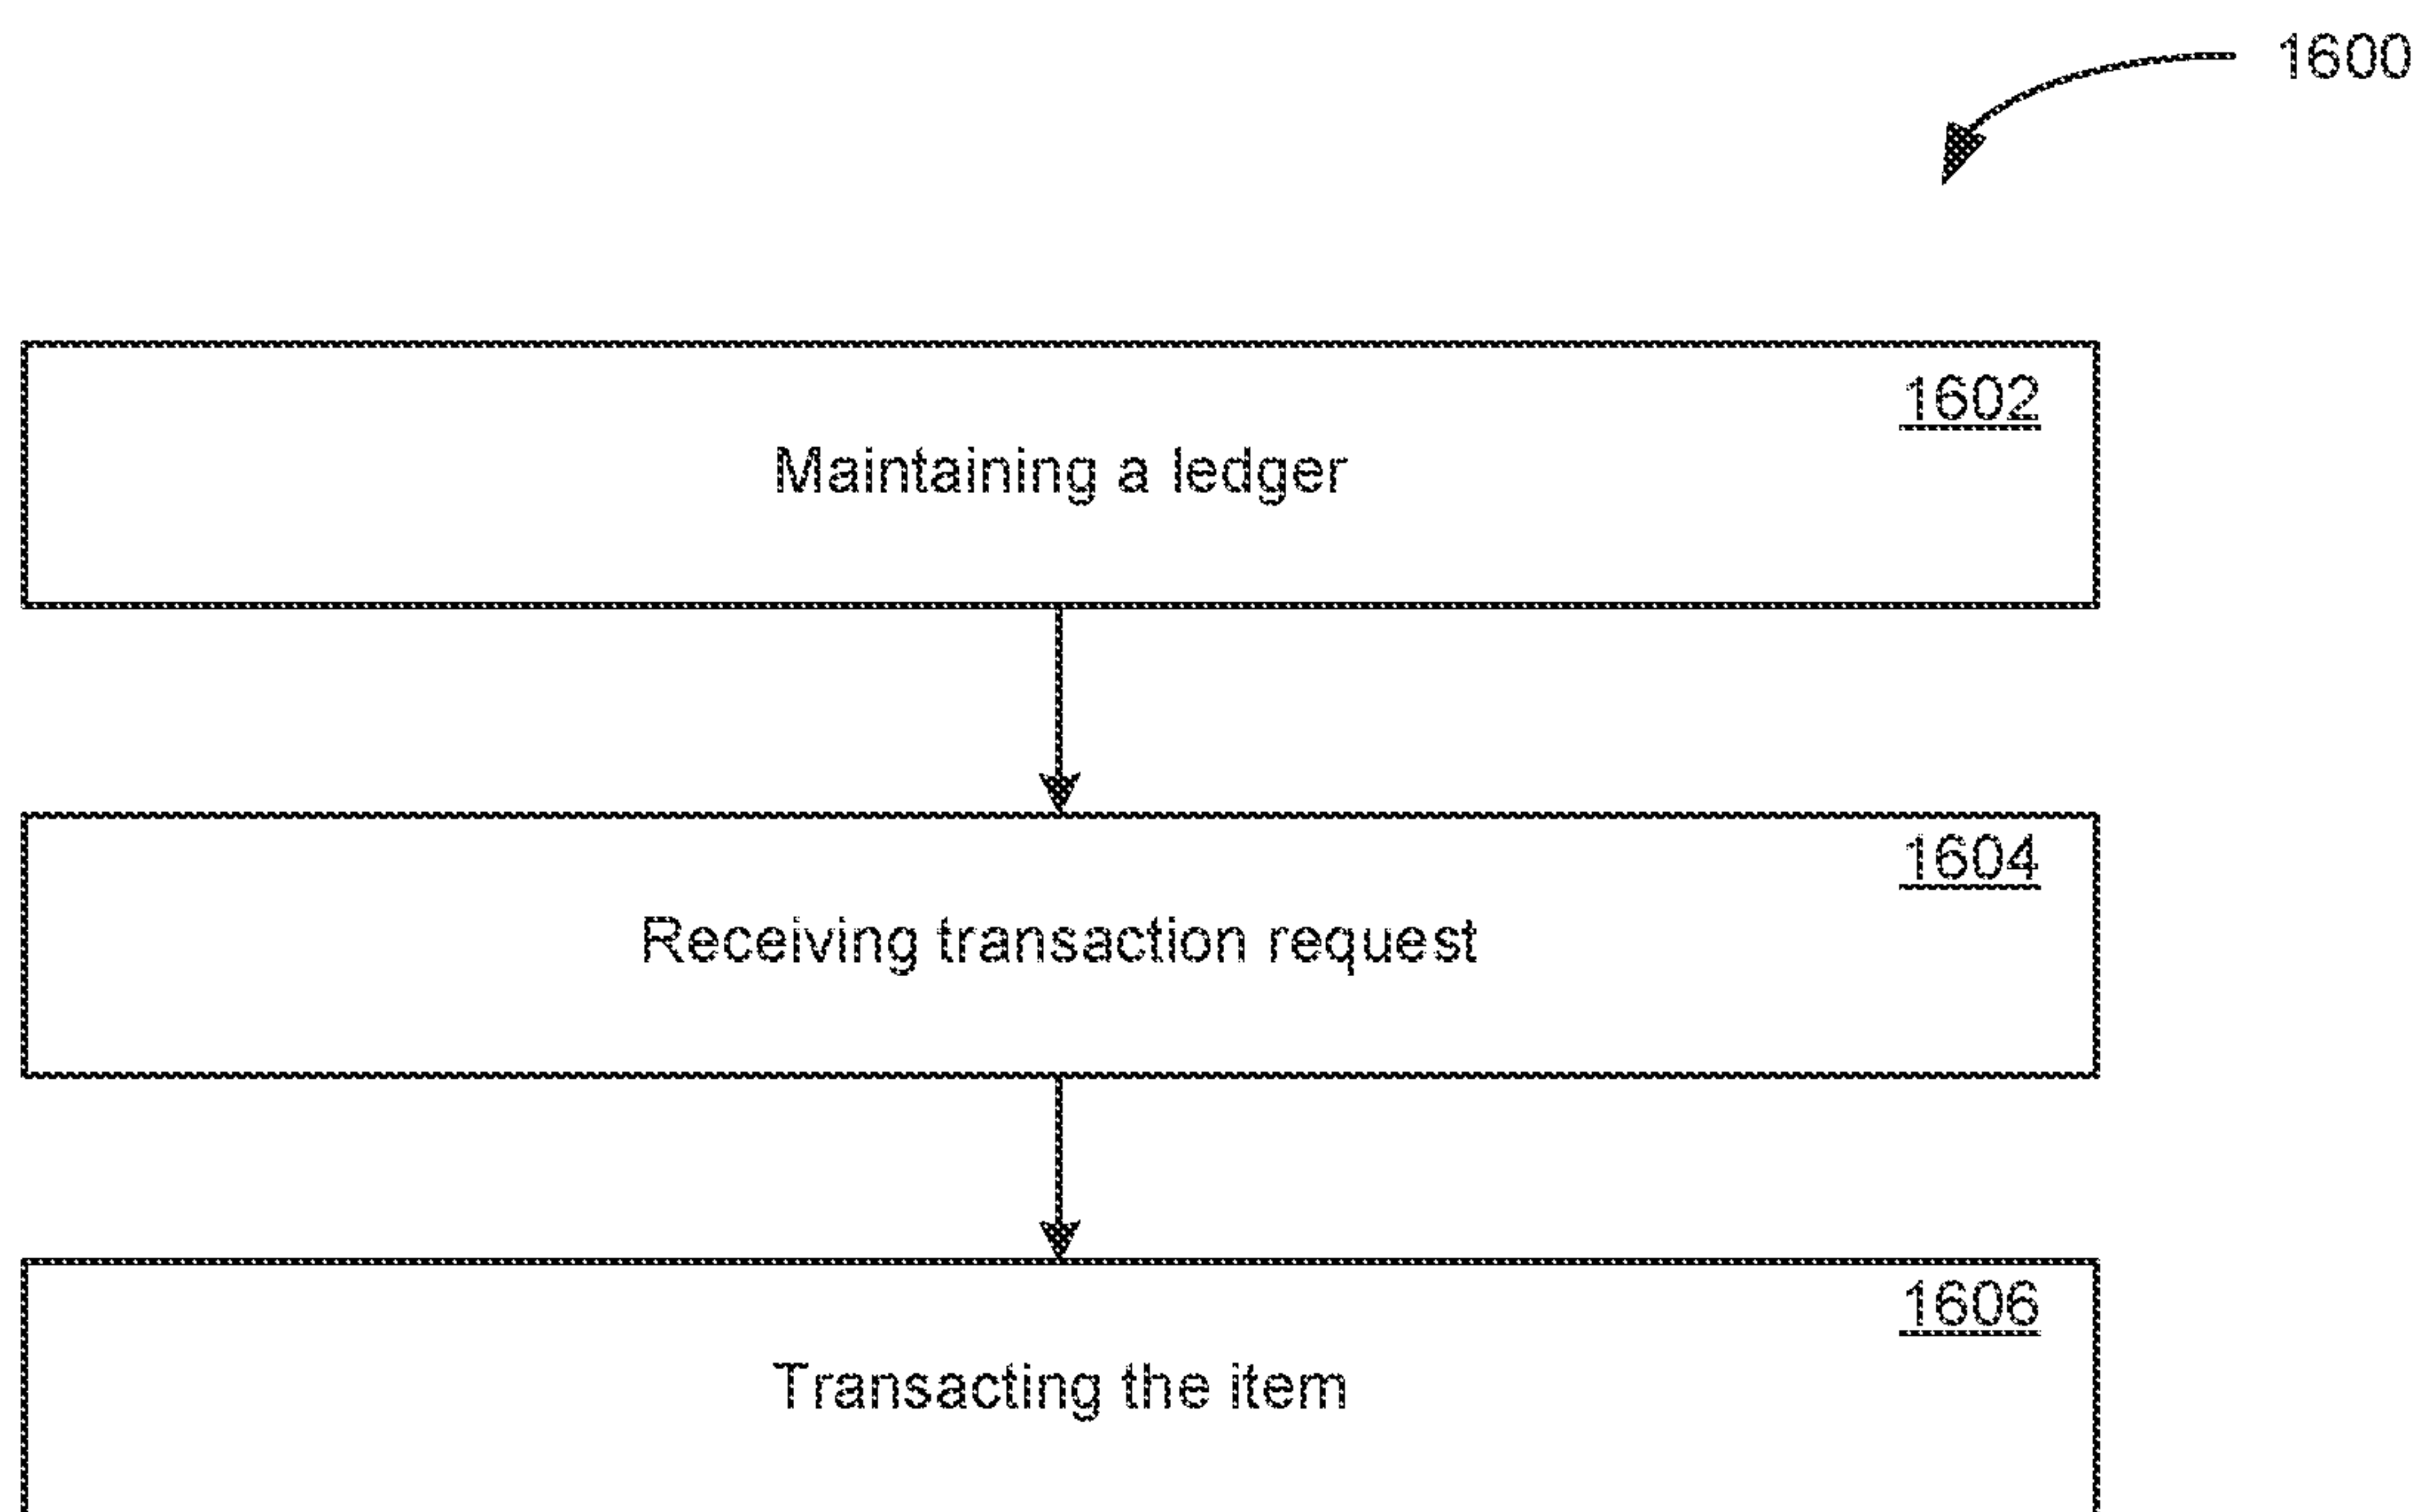 1600
1602
Maintaining a ledger
1604
Receiving transaction request
1606
Transacting the item